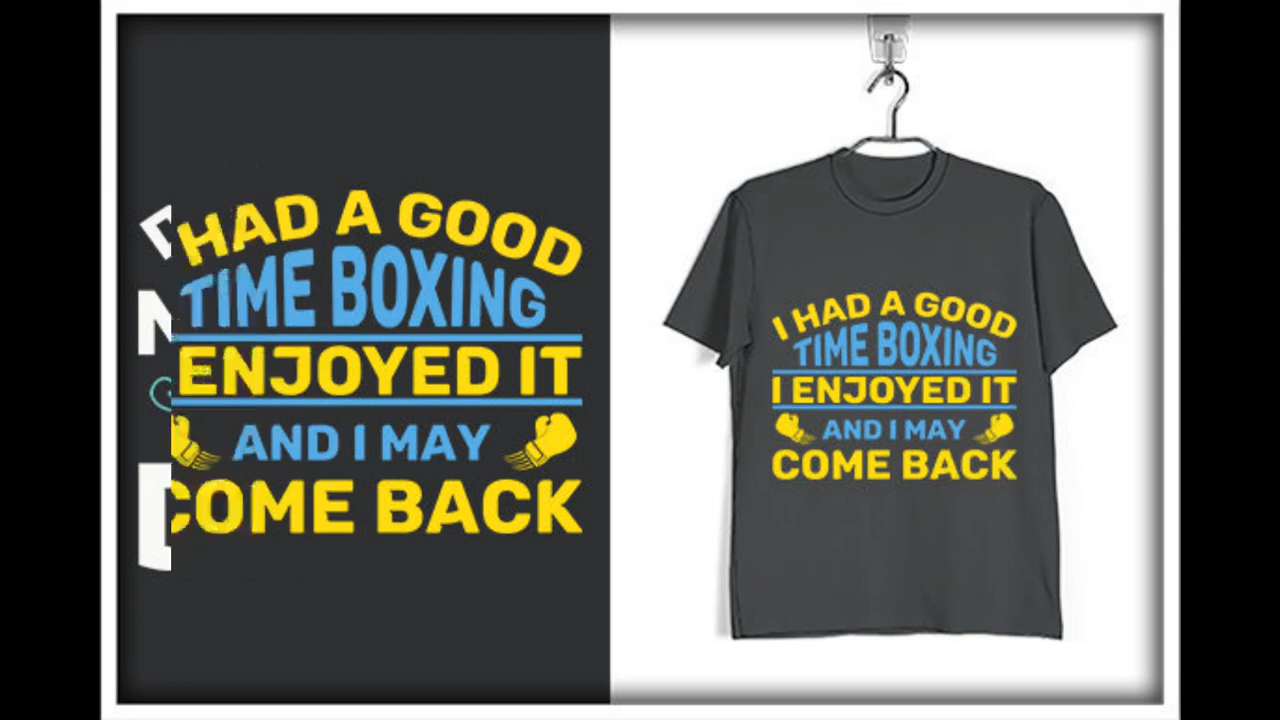 HAD A GOOD
TIME BOXING
ENJOYED IT
AND I MAY
COME BACK
I HAD A GOOD
TIME BOXING
I ENJOYED IT
AND I MAY
COME BACK